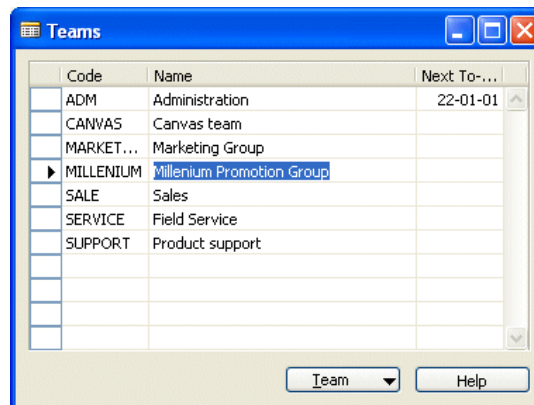 Teams
Code Name Next To-...
ADM Administration 22-01-01
CANVAS Canvas team
MARKET... Marketing Group
MILLENIUM Millenium Promotion Group
SALE Sales
SERVICE Field Service
SUPPORT Product support
Team Help